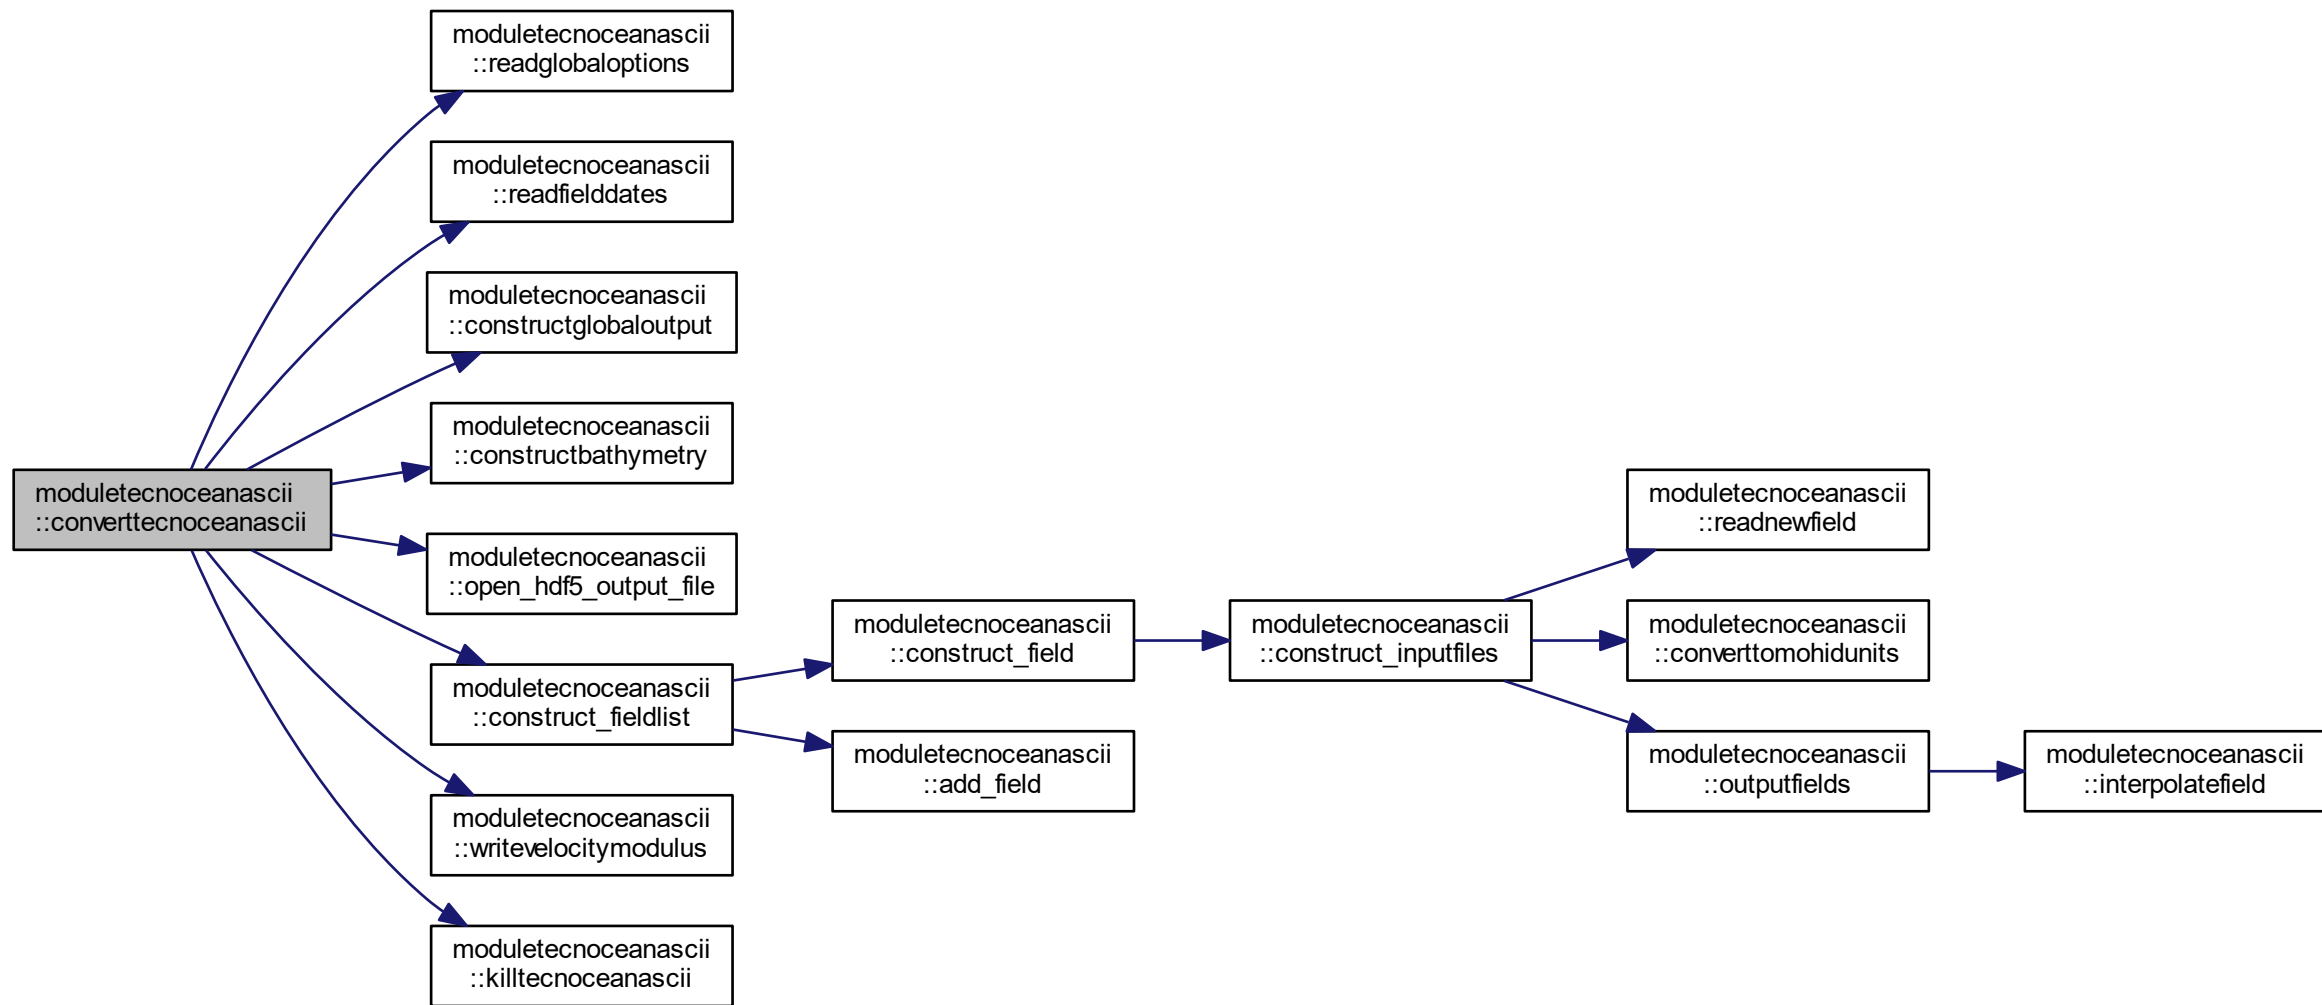 moduletecnoceanascii
::readglobaloptions
moduletecnoceanascii
::readfielddates
moduletecnoceanascii
::constructglobaloutput
moduletecnoceanascii
::constructbathymetry
moduletecnoceanascii
::converttecnoceanascii
moduletecnoceanascii
::open_hdf5_output_file
moduletecnoceanascii
::construct_fieldlist
moduletecnoceanascii
::writevelocitymodulus
moduletecnoceanascii
::killtecnoceanascii
moduletecnoceanascii
::construct_field
moduletecnoceanascii
::add_field
moduletecnoceanascii
::construct_inputfiles
moduletecnoceanascii
::readnewfield
moduletecnoceanascii
::converttomohidunits
moduletecnoceanascii
::outputfields
moduletecnoceanascii
::interpolatefield